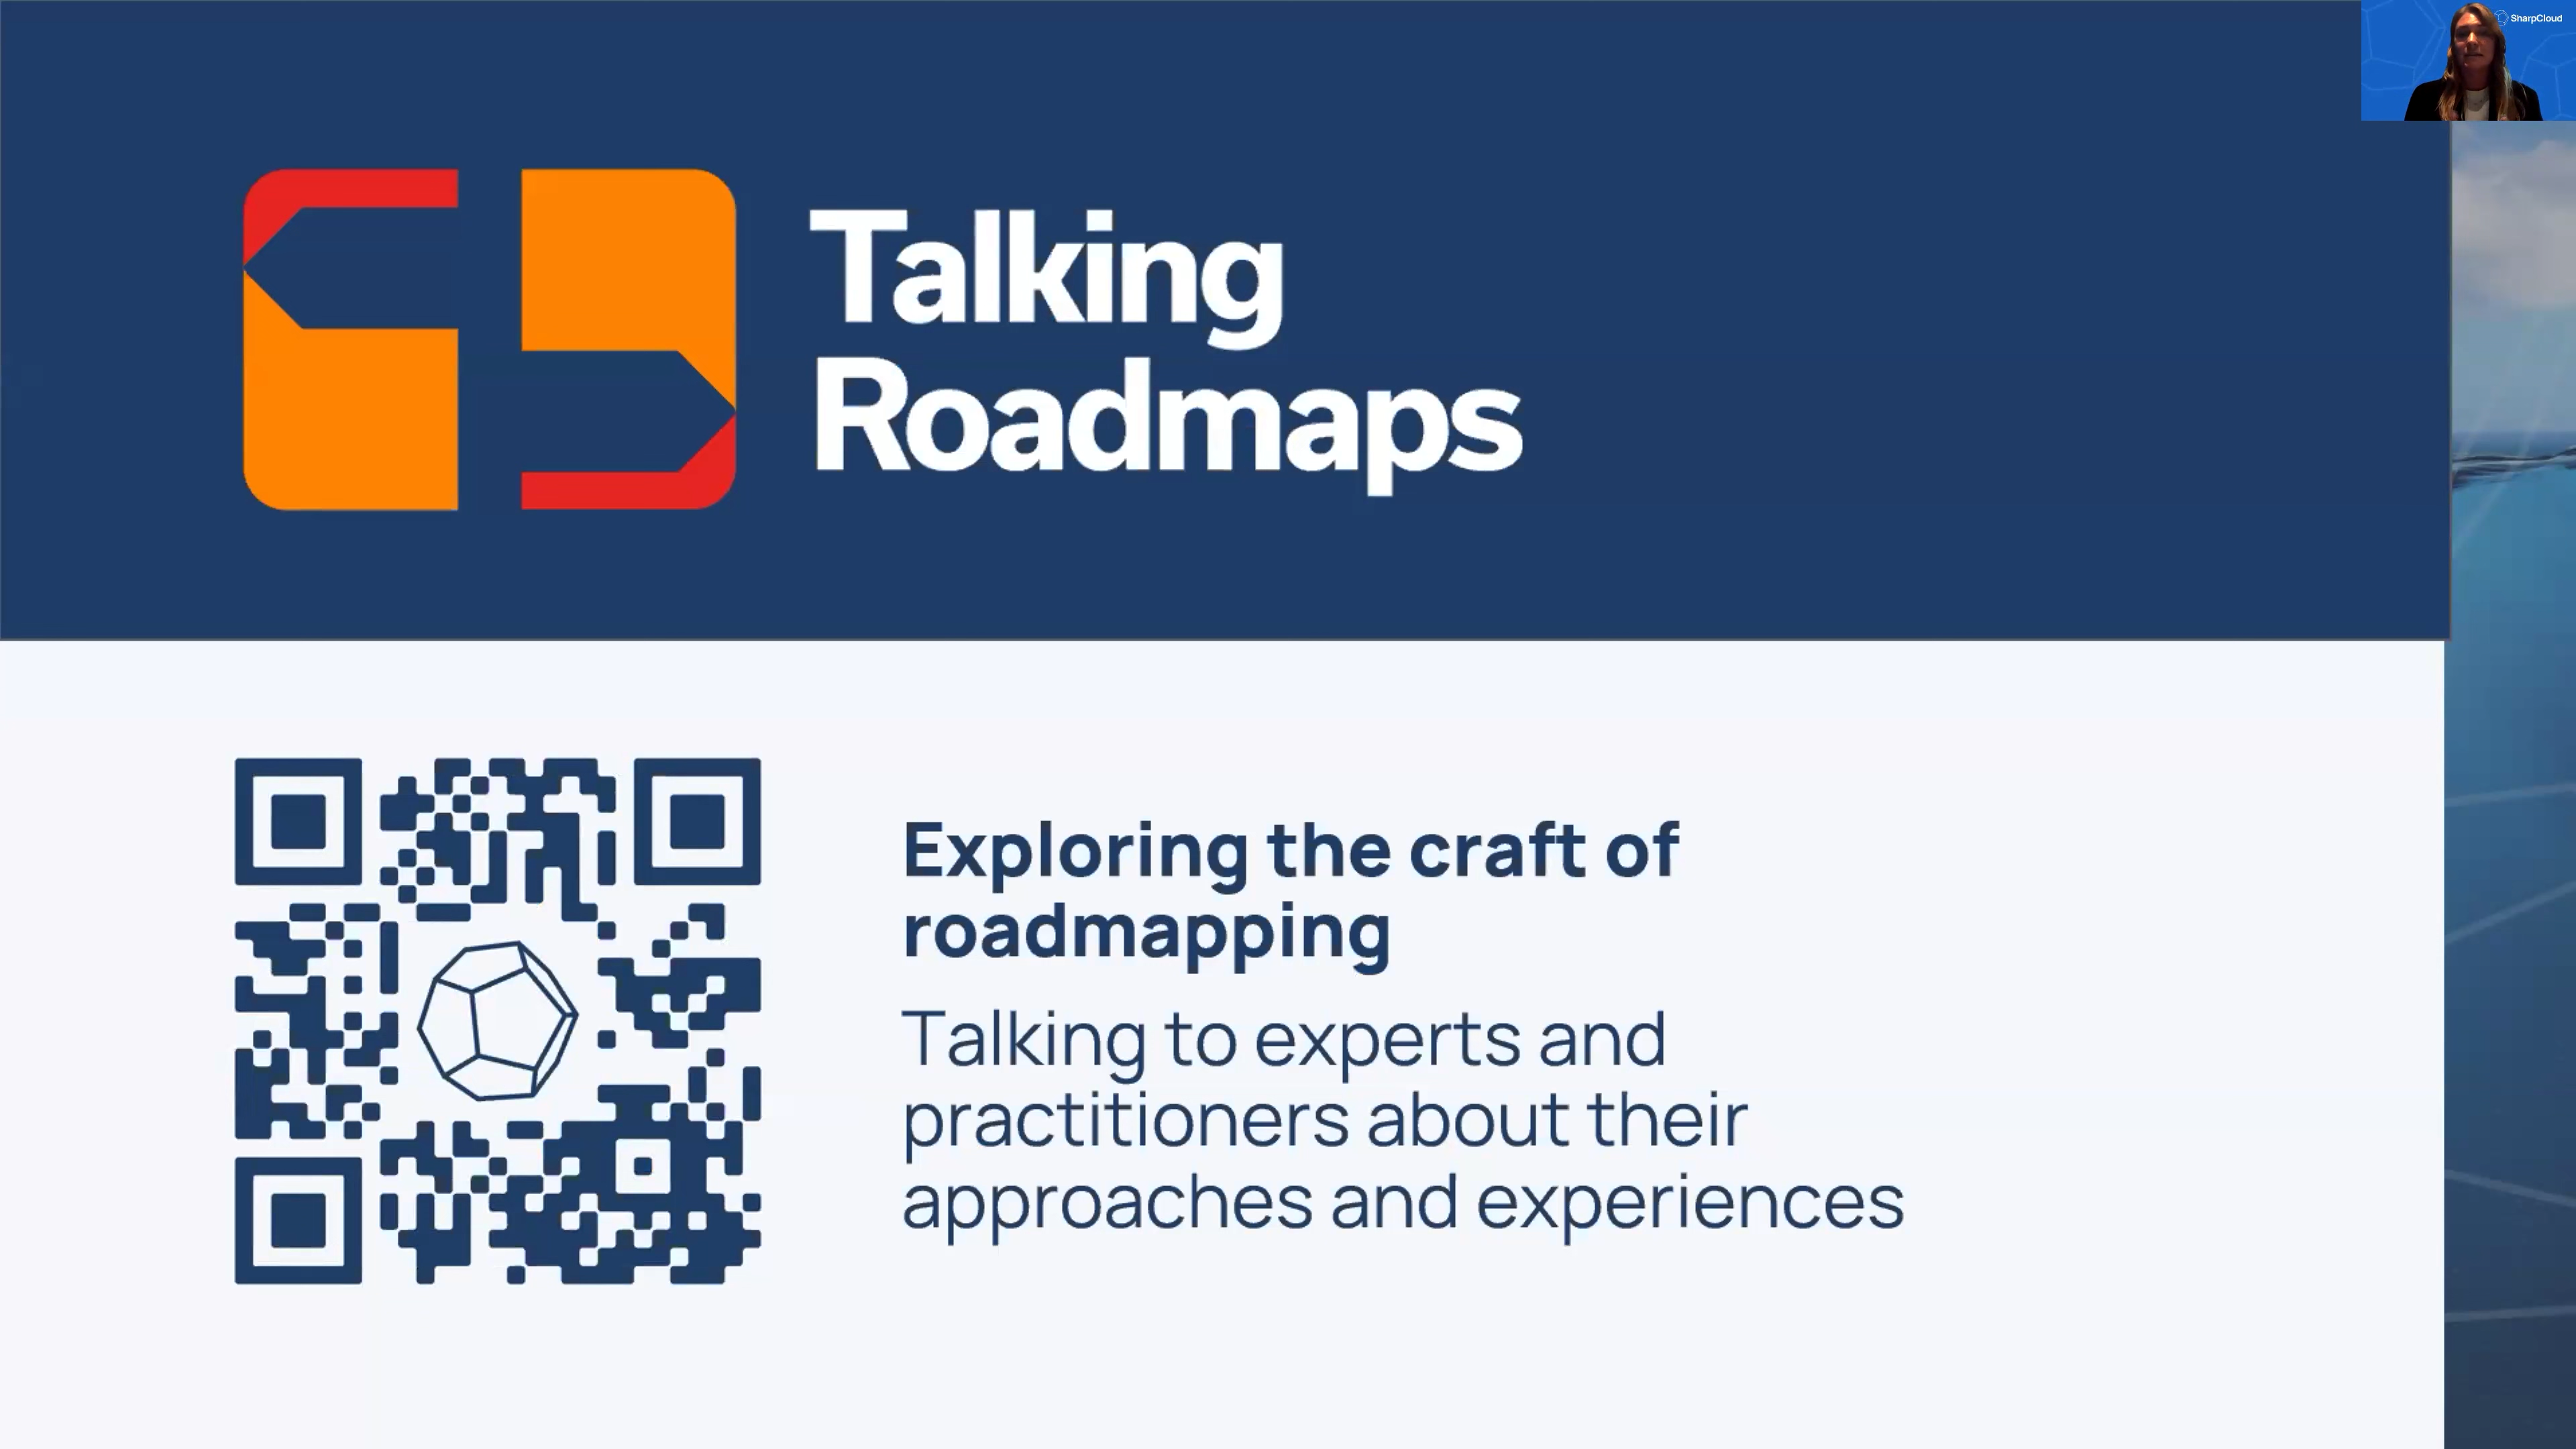 SharpCloud
Talking
Roadmaps
Exploring the craft of
roadmapping
Talking to experts and
practitioners about their
approaches and experiences